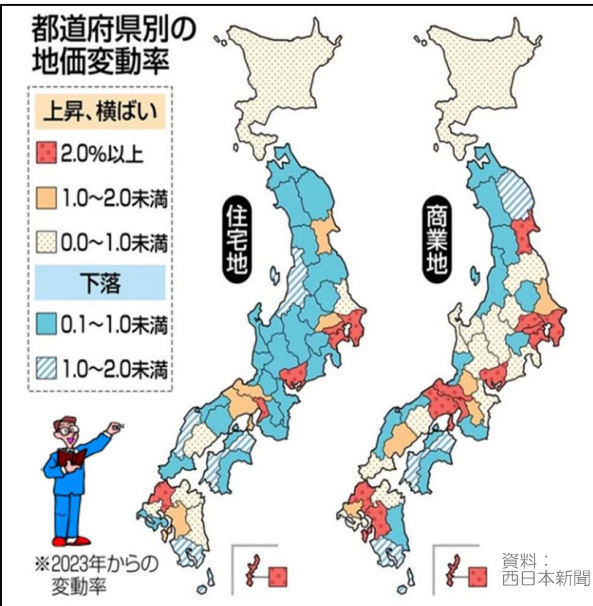 都道府県別の
地価変動率
上昇、横ばい
2.0%以上
1.0～2.0未満
0.0～1.0未満
下落
0.1～1.0未満
1.0～2.0未満
住宅地
商業地
※2023年からの
変動率
資料：
西日本新聞